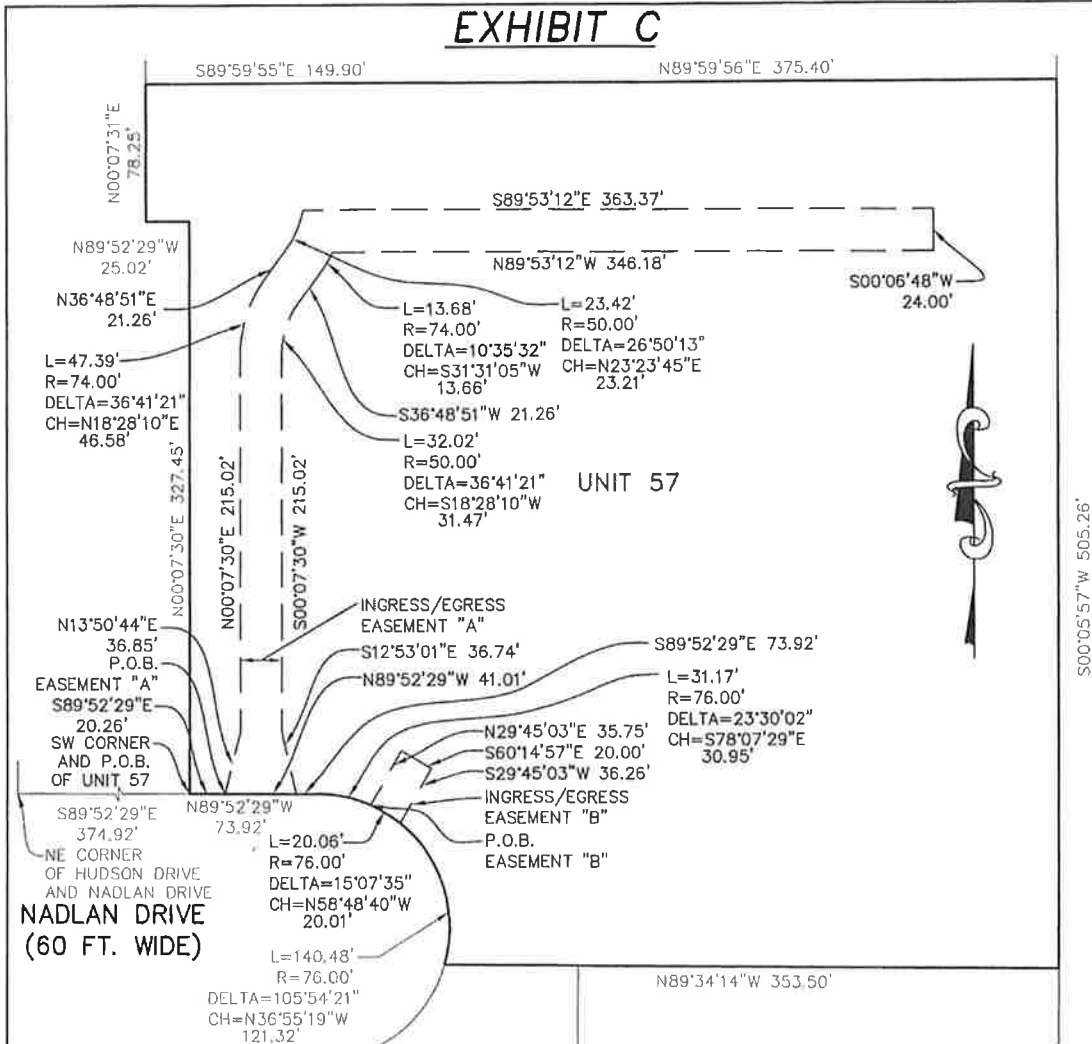 EXHIBIT C
S89°59'55"E 149.90'
N89°59'56"E 375.40'
N00°07'31"E
78.25'
S89°53'12"E 363.37'
N89°52'29"W
25.02'
N89°53'12"W 346.18'
S00°06'48"W
24.00'
N36°48'51"E
21.26'
L=13.68'
R=74.00'
DELTA=10°35'32"
CH=S31°31'05"W
13.66'
L=23.42'
R=50.00'
DELTA=26°50'13"
CH=N23°23'45"E
23.21'
L=47.39'
R=74.00'
DELTA=36°41'21"
CH=N18°28'10"E
46.58'
S36°48'51"W 21.26'
L=32.02'
R=50.00'
DELTA=36°41'21"
CH=S18°28'10"W
31.47'
UNIT 57
N00°07'30"E 327.45'
N00°07'30"E 215.02'
S00°07'30"W 215.02'
S00°05'57"W 505.26'
INGRESS/EGRESS
EASEMENT "A"
N13°50'44"E
36.85'
P.O.B.
EASEMENT "A"
S89°52'29"E
20.26'
SW CORNER
AND P.O.B.
OF UNIT 57
S12°53'01"E 36.74'
N89°52'29"W 41.01'
S89°52'29"E 73.92'
L=31.17'
R=76.00'
DELTA=23°30'02"
CH=S78°07'29"E
30.95'
N29°45'03"E 35.75'
S60°14'57"E 20.00'
S29°45'03"W 36.26'
INGRESS/EGRESS
EASEMENT "B"
P.O.B.
EASEMENT "B"
S89°52'29"E
374.92'
N89°52'29"W
73.92'
NE CORNER
OF HUDSON DRIVE
AND NADLAN DRIVE
NADLAN DRIVE
(60 FT. WIDE)
L=20.06'
R=76.00'
DELTA=15°07'35"
CH=N58°48'40"W
20.01'
L=140.48'
R=76.00'
DELTA=105°54'21"
CH=N36°55'19"W
121.32'
N89°34'14"W 353.50'